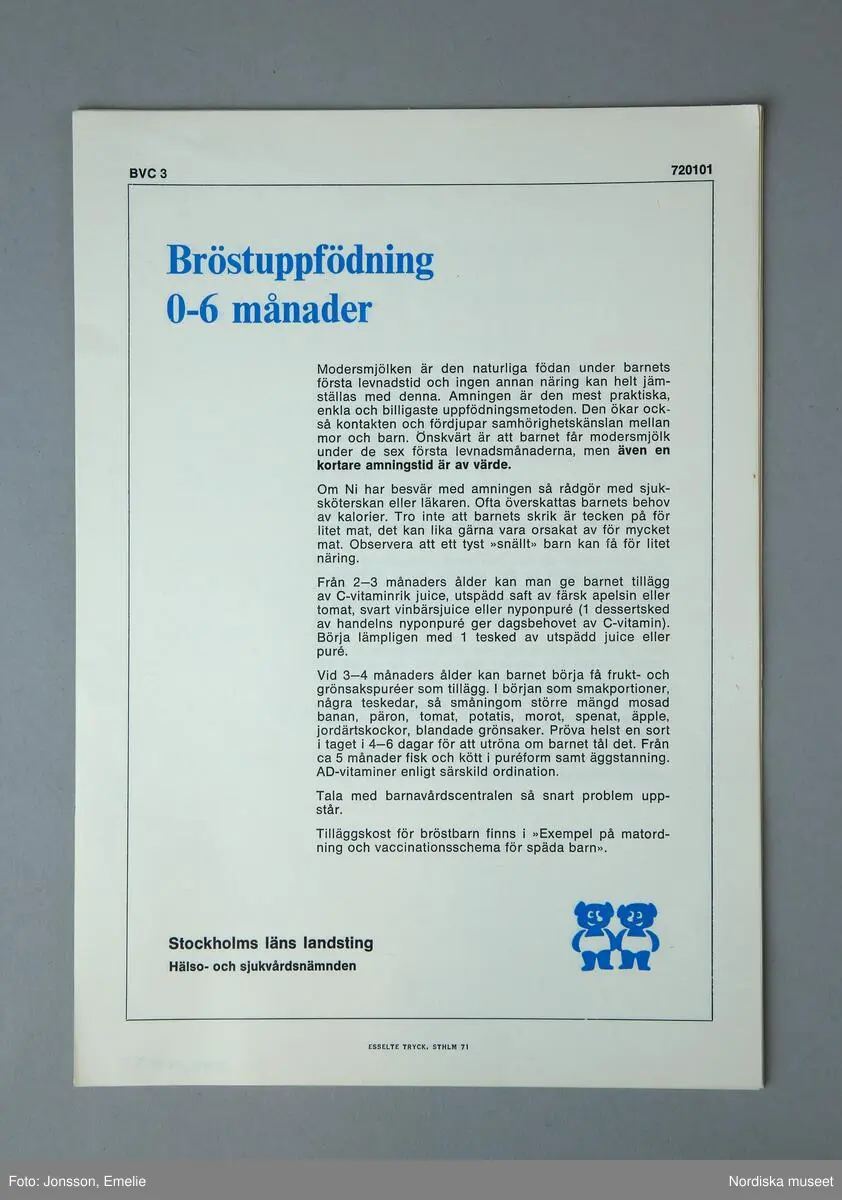 BVC 3
720101
Bröstuppfödning
0-6 månader
Modersmjölken är den naturliga födan under barnets
första levnadstid och ingen annan näring kan helt jäm-
ställas med denna. Amningen är den mest praktiska,
enkla och billigaste uppfödningsmetoden. Den ökar ock-
så kontakten och fördjupar samhörighetskänslan mellan
mor och barn. Önskvärt är att barnet får modersmjölk
under de sex första levnadsmånaderna, men även en
kortare amningstid är av värde.
Om Ni har besvär med amningen så rådgör med sjuk-
sköterskan eller läkaren. Ofta överskattas barnets behov
av kalorier. Tro inte att barnets skrik är tecken på för
litet mat, det kan lika gärna vara orsakat av för mycket
mat. Observera att ett tyst »snällt» barn kan få för litet
näring.
Från 2—3 månaders ålder kan man ge barnet tillägg
av C-vitaminrik juice, utspädd saft av färsk apelsin eller
tomat, svart vinbärsjuice eller nyponpuré (1 dessertsked
av handelns nyponpuré ger dagsbehovet av C-vitamin).
Börja lämpligen med 1 tesked av utspädd juice eller
puré.
Vid 3—4 månaders ålder kan barnet börja få frukt- och
grönsakspuréer som tillägg. I början som smakportioner,
några teskedar, så småningom större mängd mosad
banan, päron, tomat, potatis, morot, spenat, äpple,
jordärtskockor, blandade grönsaker. Pröva helst en sort
i taget i 4—6 dagar för att utröna om barnet tål det. Från
ca 5 månader fisk och kött i puréform samt äggstanning.
AD-vitaminer enligt särskild ordination.
Tala med barnavårdscentralen så snart problem upp-
står.
Tilläggskost för bröstbarn finns i »Exempel på matord-
ning och vaccinationsschema för späda barn».
Stockholms läns landsting
Hälso- och sjukvårdsnämnden
ESSELTE TRYCK, STHLM 71
Foto: Jonsson, Emelie
Nordiska museet